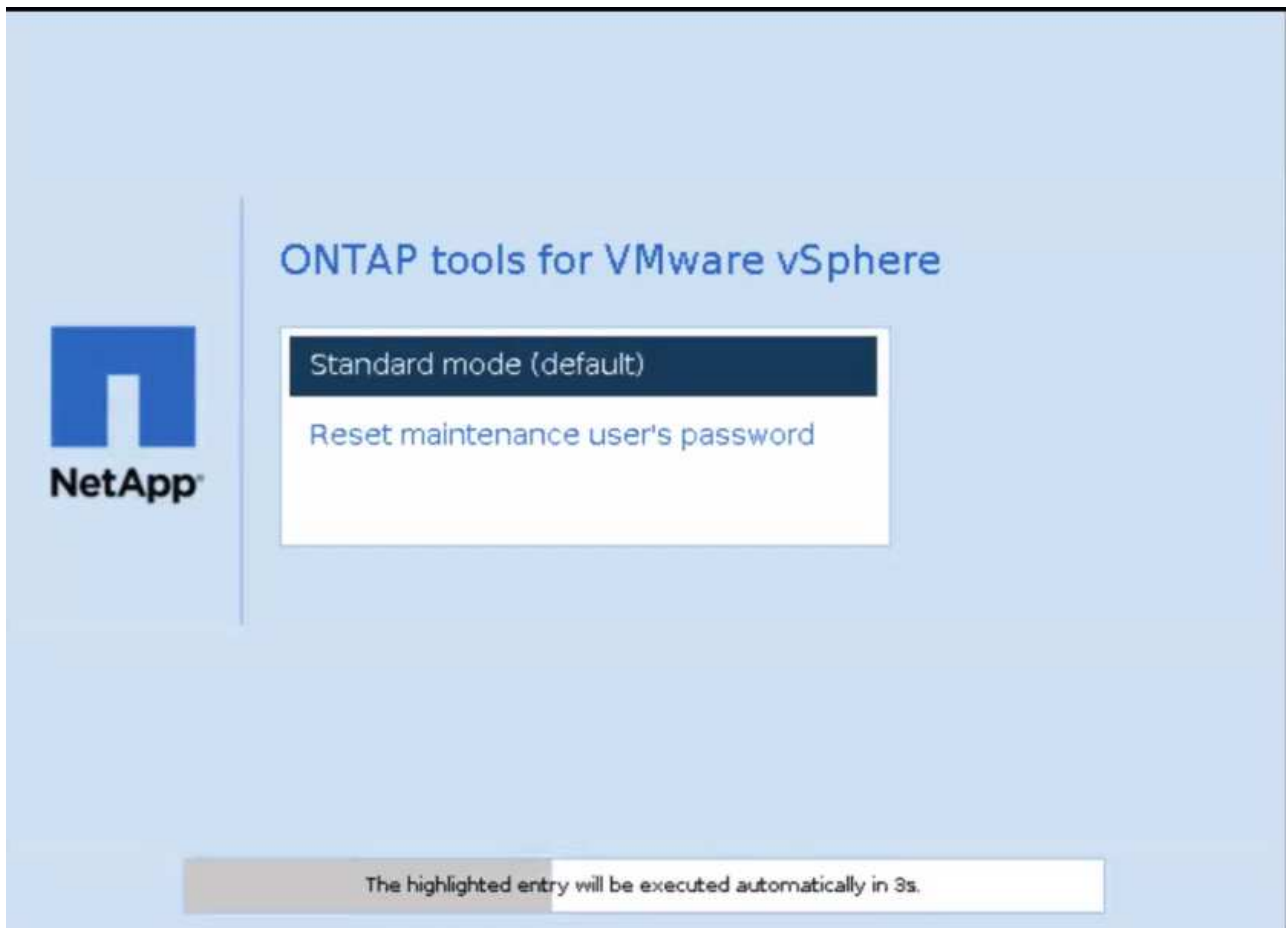 ONTAP tools for VMware vSphere
Standard mode (default)
Reset maintenance user's password
NetApp®
The highlighted entry will be executed automatically in 3s.